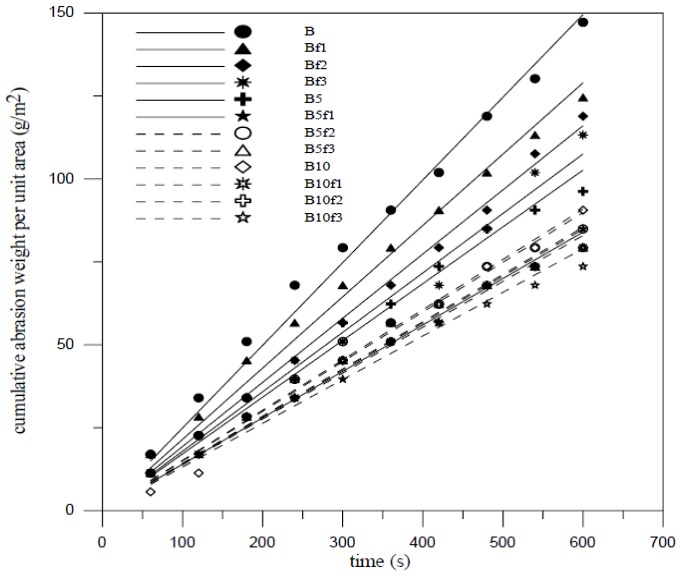 150
100
50
0
cumulative abrasion weight per unit area (g/m2)
B
Bf1
Bf2
Bf3
B5
B5f1
B5f2
B5f3
B10
B10f1
B10f2
B10f3
0 100 200 300 400 500 600 700
time (s)